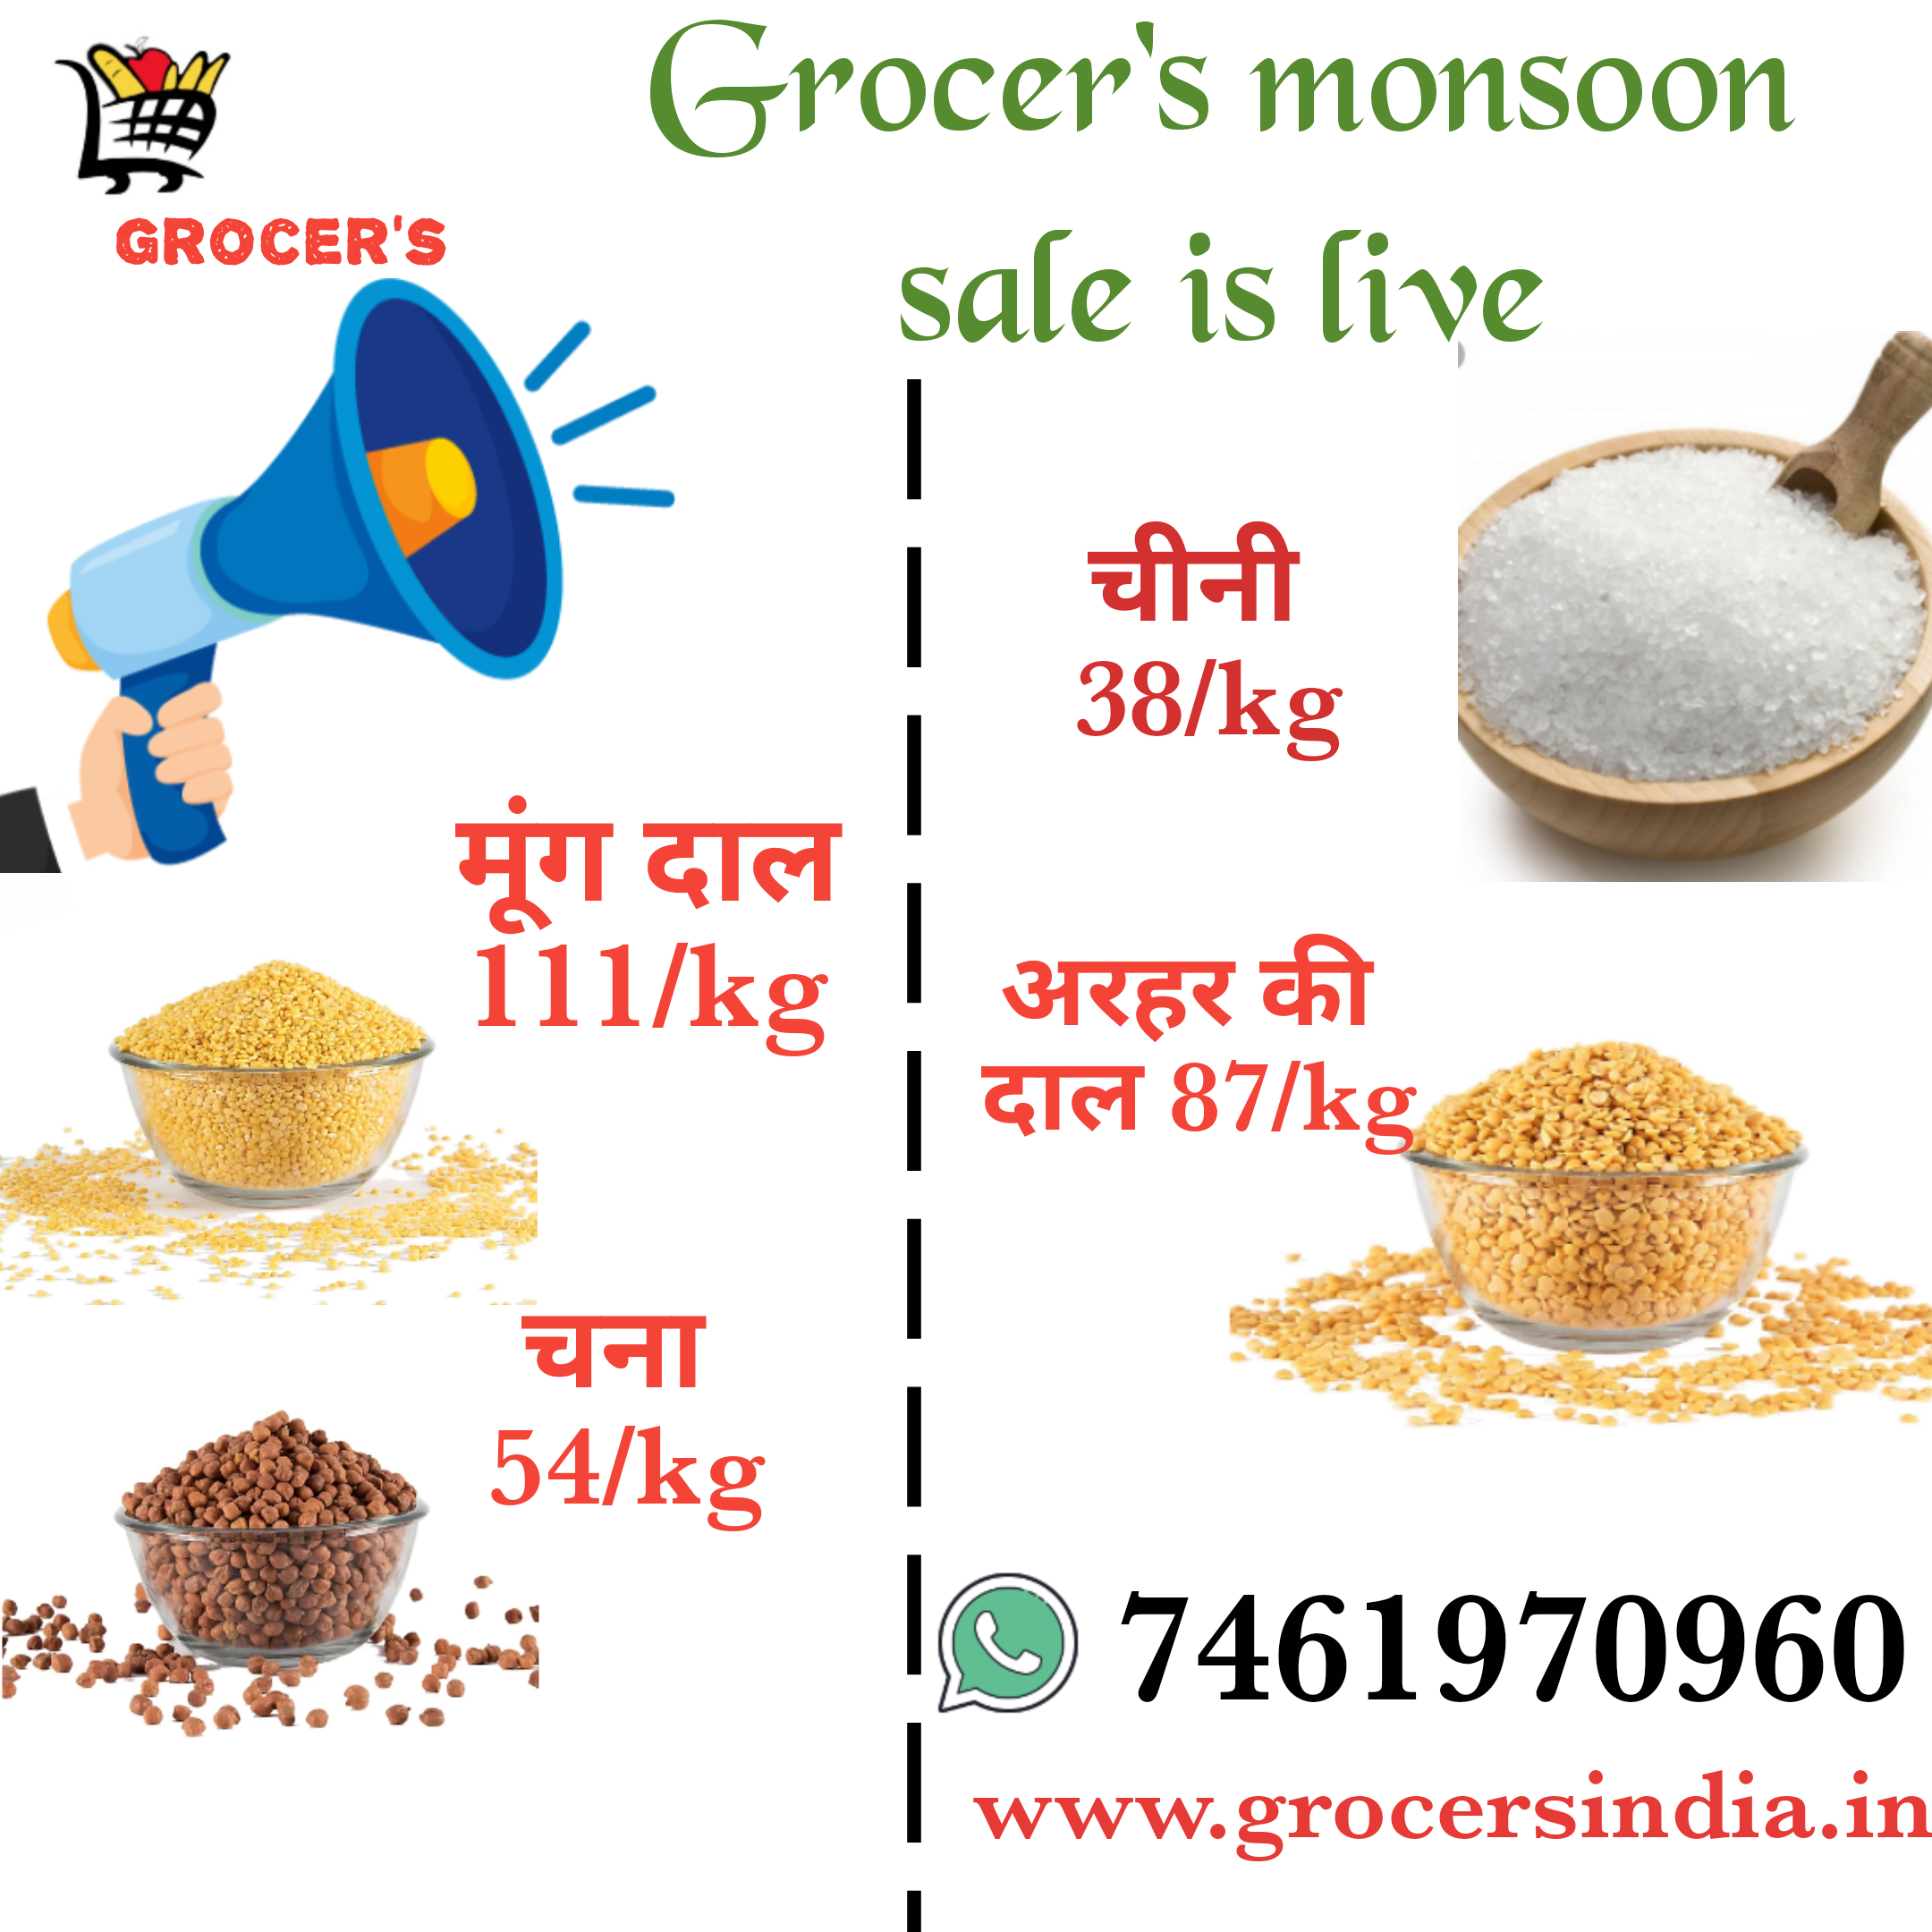 GROCER'S
Grocer's monsoon
sale is live
चीनी
38/kg
मूंग दाल
111/kg
अरहर की
दाल 87/kg
चना
54/kg
7461970960
www.grocersindia.in